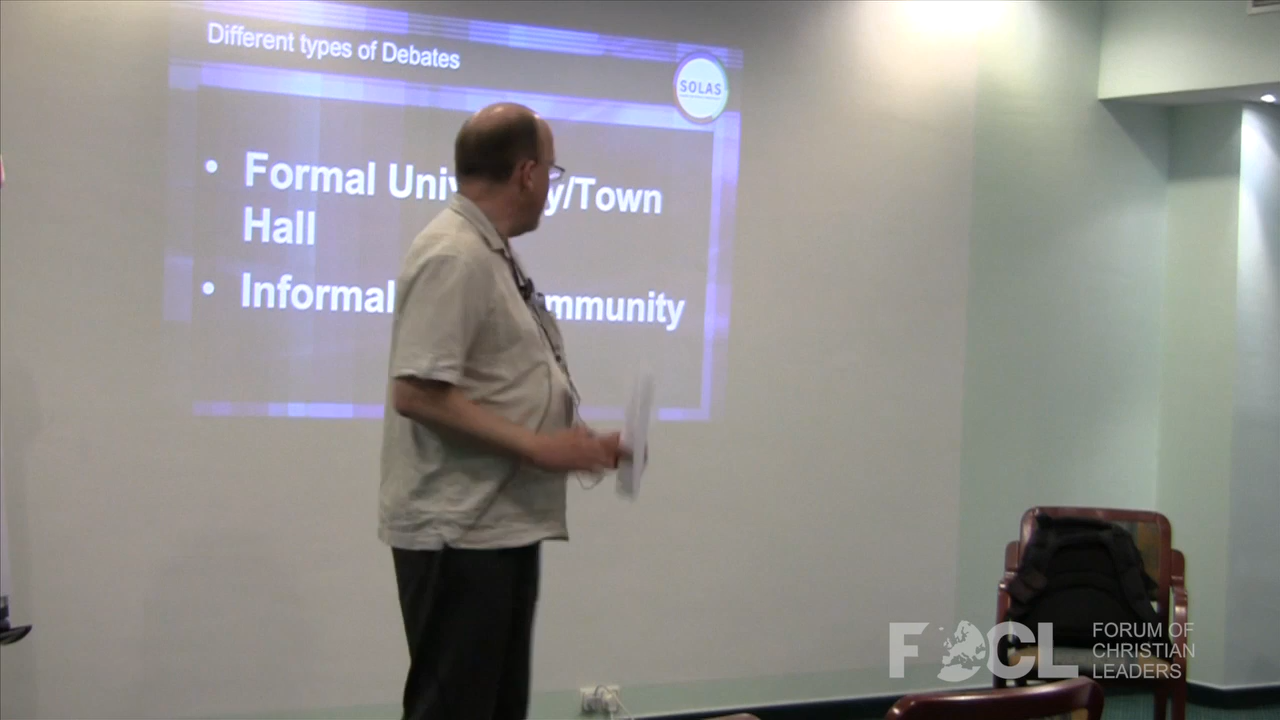 Different types of Debates
SOLAS
• Formal Uni y/Town
Hall
• Informal mmunity
FOCL
FORUM OF
CHRISTIAN
LEADERS